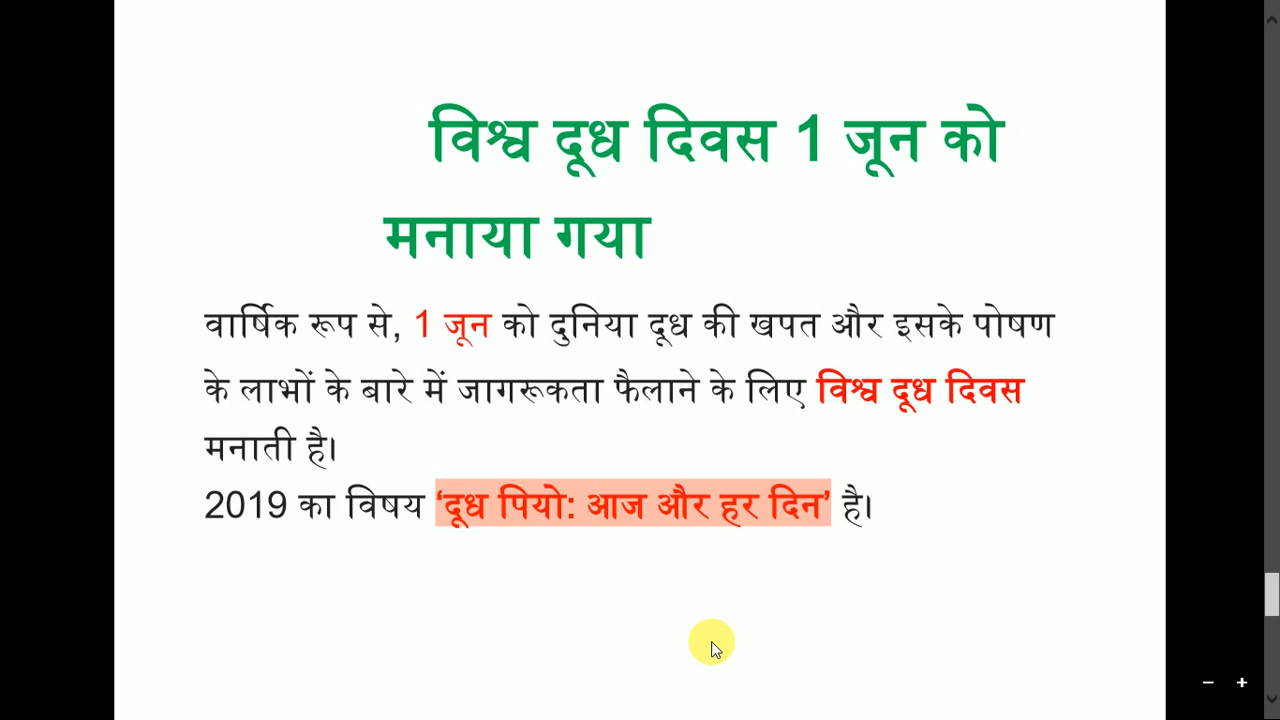 विश्व दूध दिवस 1 जून को
मनाया गया
वार्षिक रूप से, 1 जून को दुनिया दूध की खपत और इसके पोषण
के लाभों के बारे में जागरूकता फैलाने के लिए विश्व दूध दिवस
मनाती है।
2019 का विषय ‘दूध पियो: आज और हर दिन’ है।